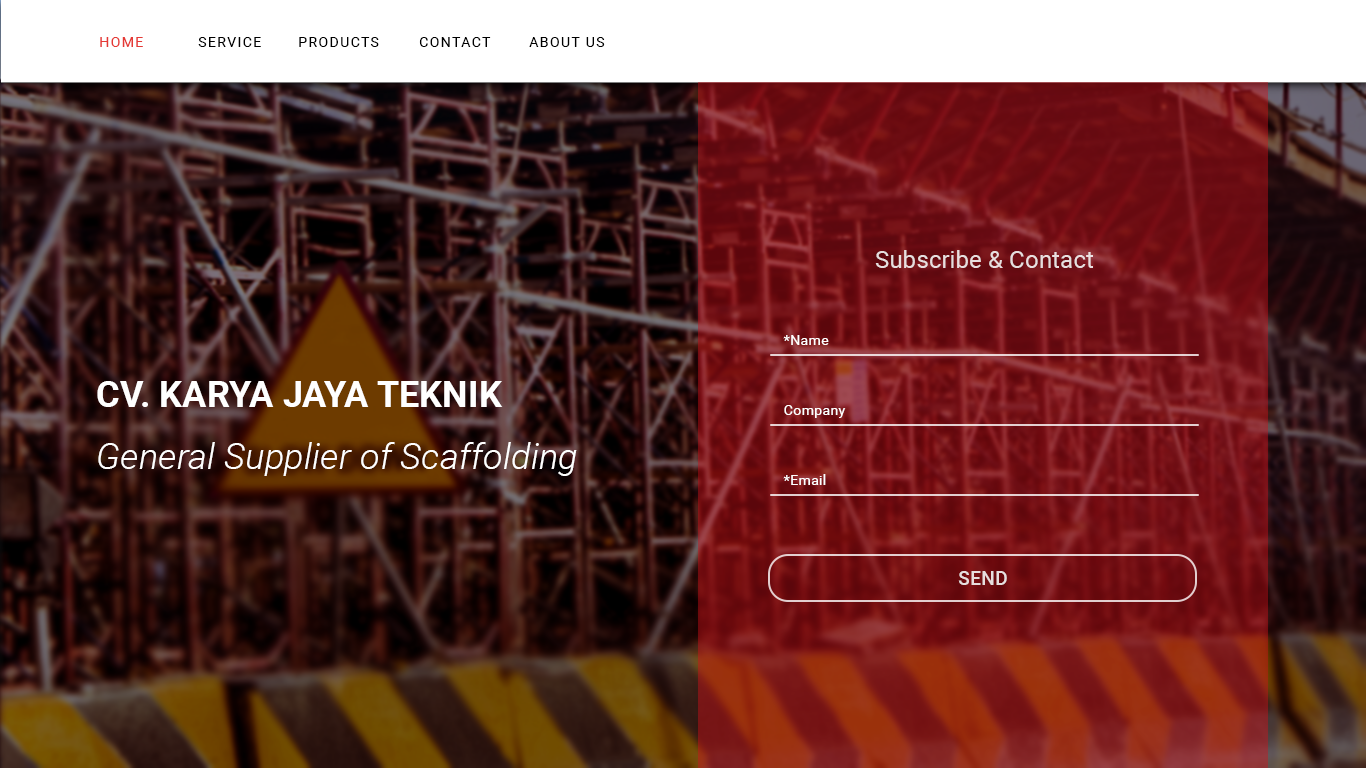 HOME SERVICE PRODUCTS CONTACT ABOUT US
CV. KARYA JAYA TEKNIK
General Supplier of Scaffolding
Subscribe & Contact
*Name
Company
*Email
SEND